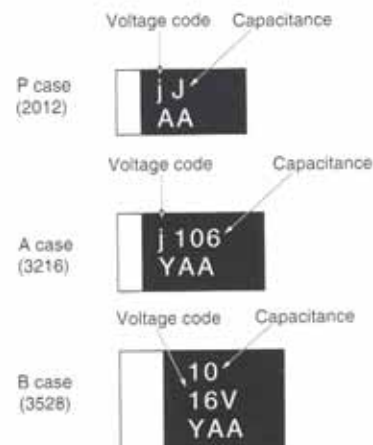 Voltage code Capacitance
P case
(2012)
j J
AA
Voltage code Capacitance
A case
(3216)
j 106
YAA
Voltage code Capacitance
B case
(3528)
10
16V
YAA